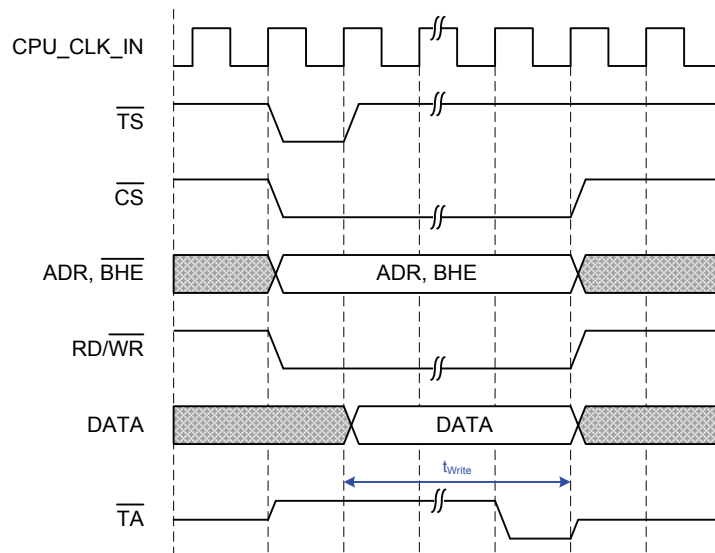 CPU_CLK_IN
TS
CS
ADR, BHE ADR, BHE
RD/WR
DATA DATA
tWrite
TA